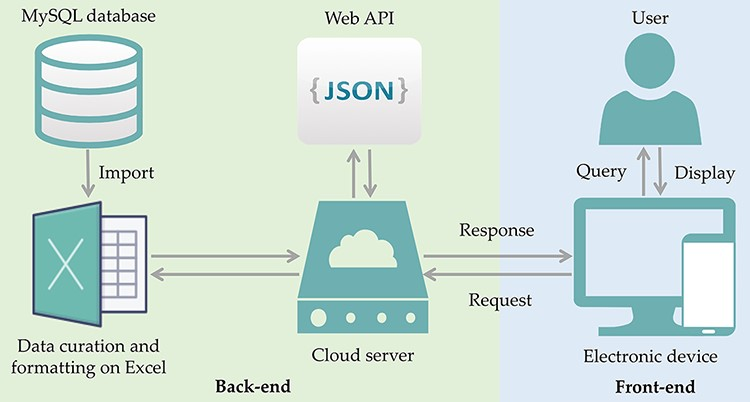 MySQL database
Web API
User
{JSON}
Import
Query
Display
Response
Request
Data curation and
formatting on Excel
Cloud server
Electronic device
Back-end
Front-end
X